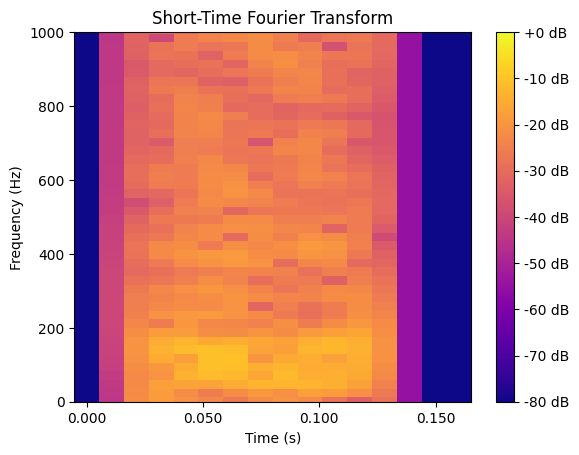 Short-Time Fourier Transform
1000
800
600
400
200
0
Frequency (Hz)
0.000
0.050
0.100
0.150
Time (s)
+0 dB
-10 dB
-20 dB
-30 dB
-40 dB
-50 dB
-60 dB
-70 dB
-80 dB